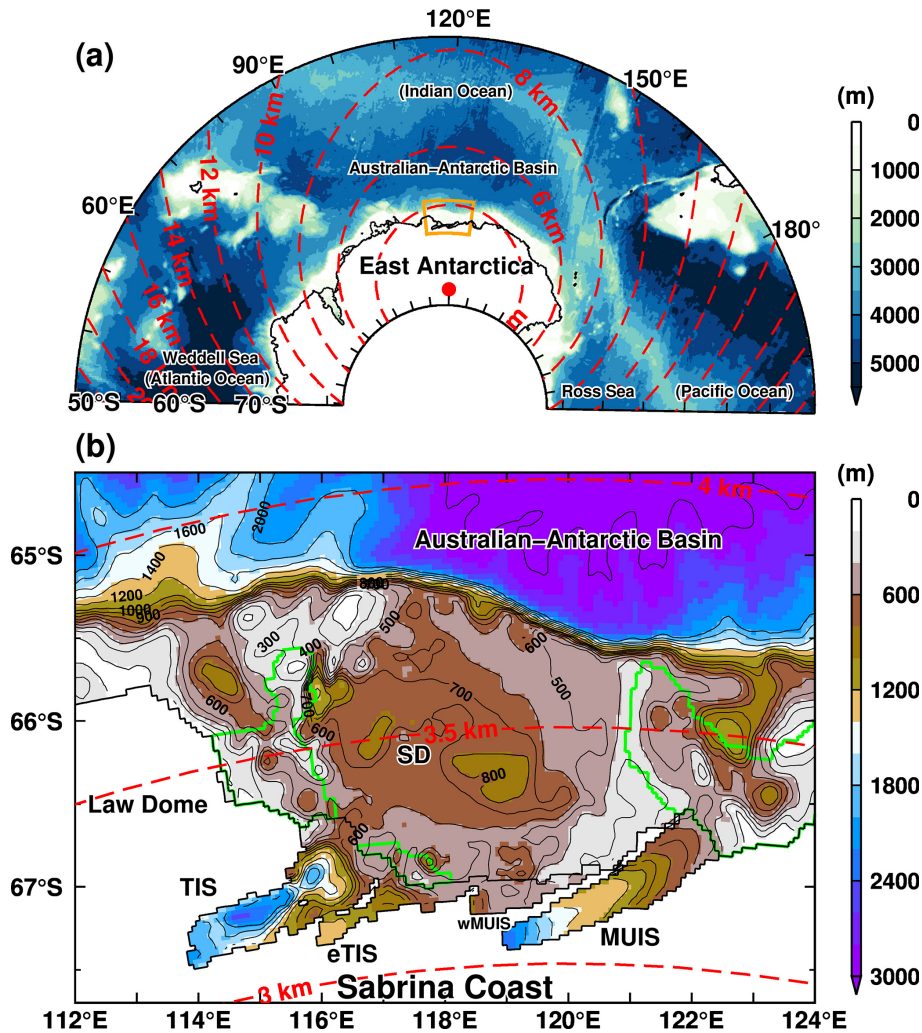 120°E
(a)
90°E
150°E
(m)
(Indian Ocean)
8 km
0
10 km
1000
Australian–Antarctic Basin
12 km
2000
60°E
6 km
180°
14 km
3000
East Antarctica
16 km
4000
m
18
Weddell Sea
5000
(Atlantic Ocean)
Ross Sea
(Pacific Ocean)
50°S
60°S
70°S
(b)
(m)
0
4 km
2000
1600
65°S
Australian–Antarctic Basin
1400
1200
800
1000
900
500
600
600
300
400
500
700
600
700
1200
66°S
600
3.5 km
SD
800
1800
Law Dome
600
67°S
TIS
2400
wMUIS
MUIS
eTIS
3 km
Sabrina Coast
3000
112°E
114°E
116°E
118°E
120°E
122°E
124°E